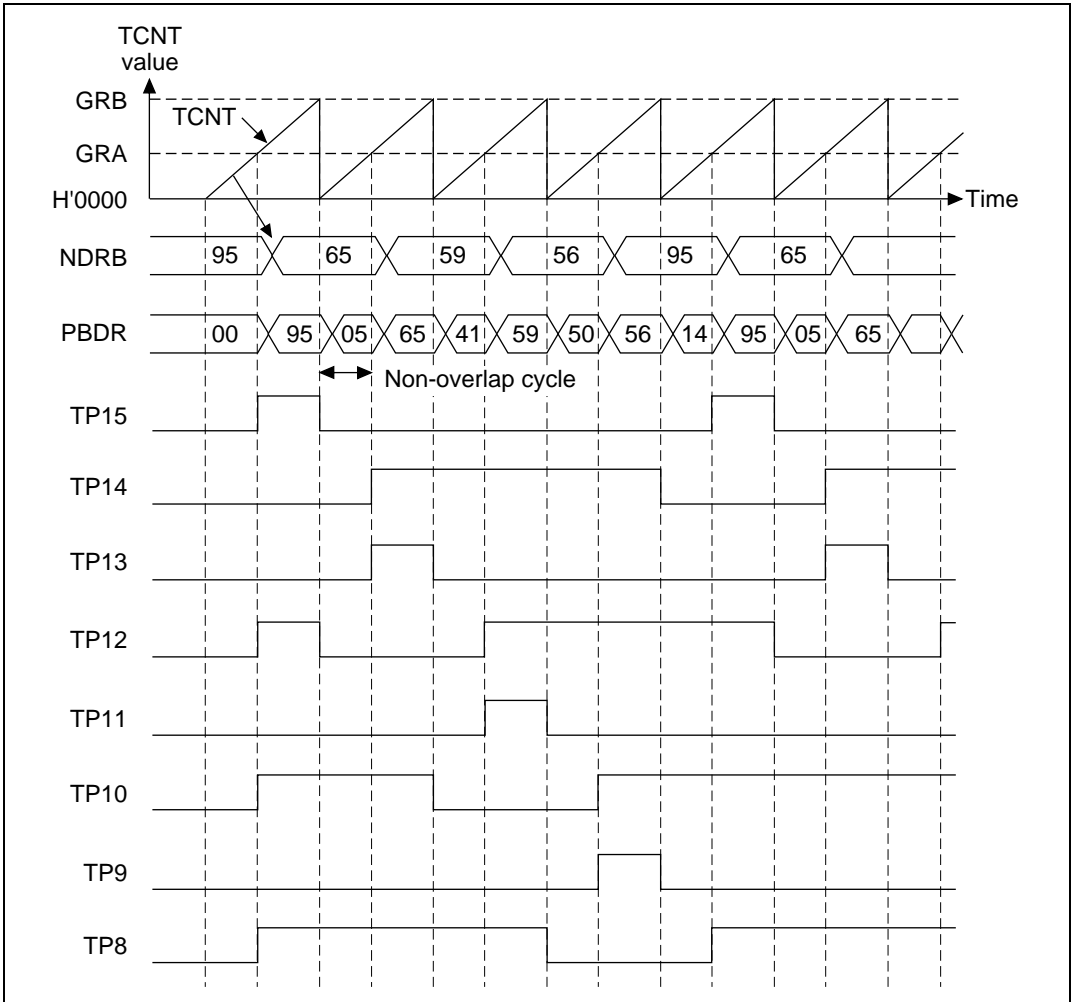 TCNT
value
GRB
TCNT
GRA
H'0000
Time
NDRB 95 65 59 56 95 65
PBDR 00 95 05 65 41 59 50 56 14 95 05 65
Non-overlap cycle
TP15
TP14
TP13
TP12
TP11
TP10
TP9
TP8